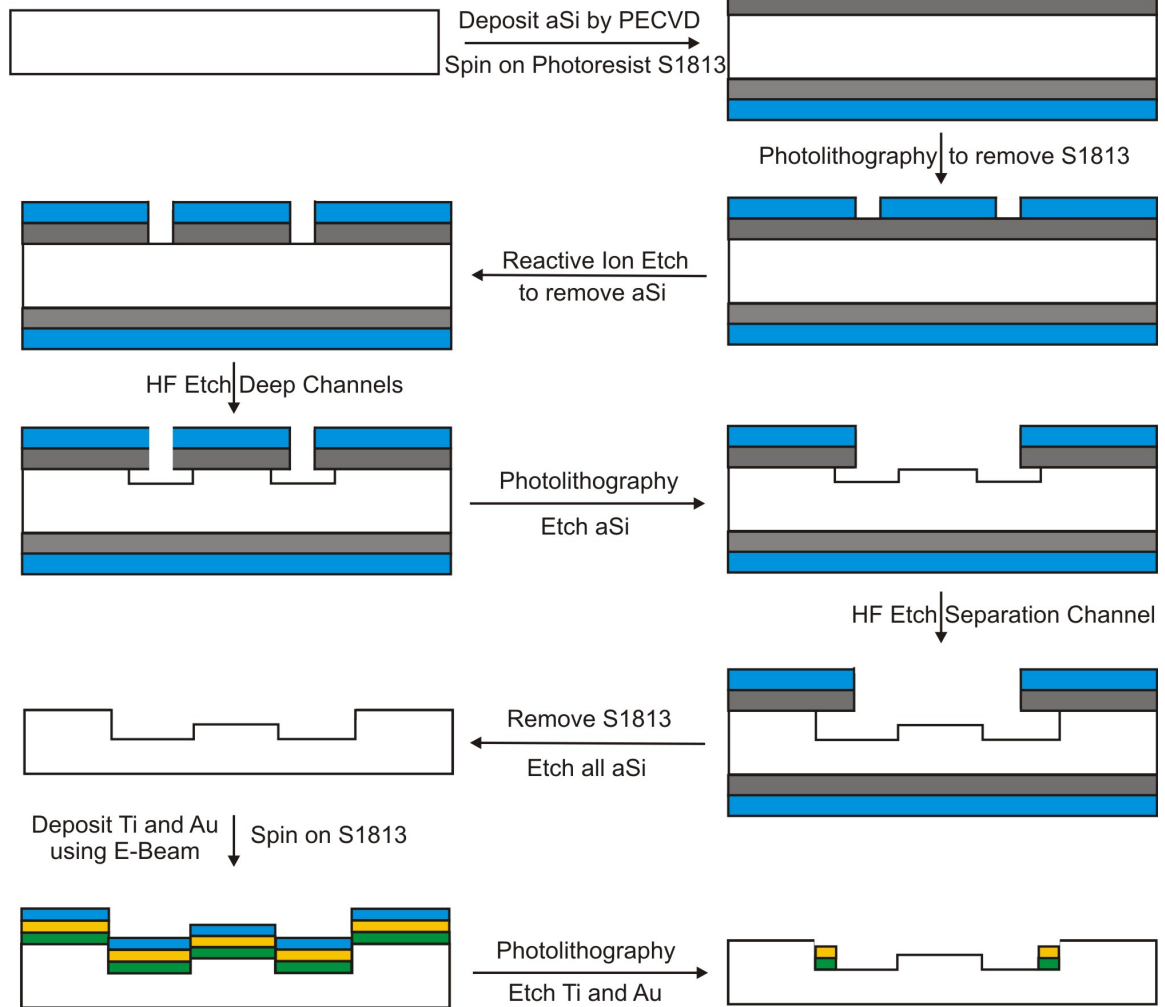 Deposit aSi by PECVD
Spin on Photoresist S1813
Photolithography to remove S1813
Reactive Ion Etch
to remove aSi
HF Etch Deep Channels
Photolithography
Etch aSi
HF Etch Separation Channel
Remove S1813
Etch all aSi
Deposit Ti and Au
using E-Beam
Spin on S1813
Photolithography
Etch Ti and Au